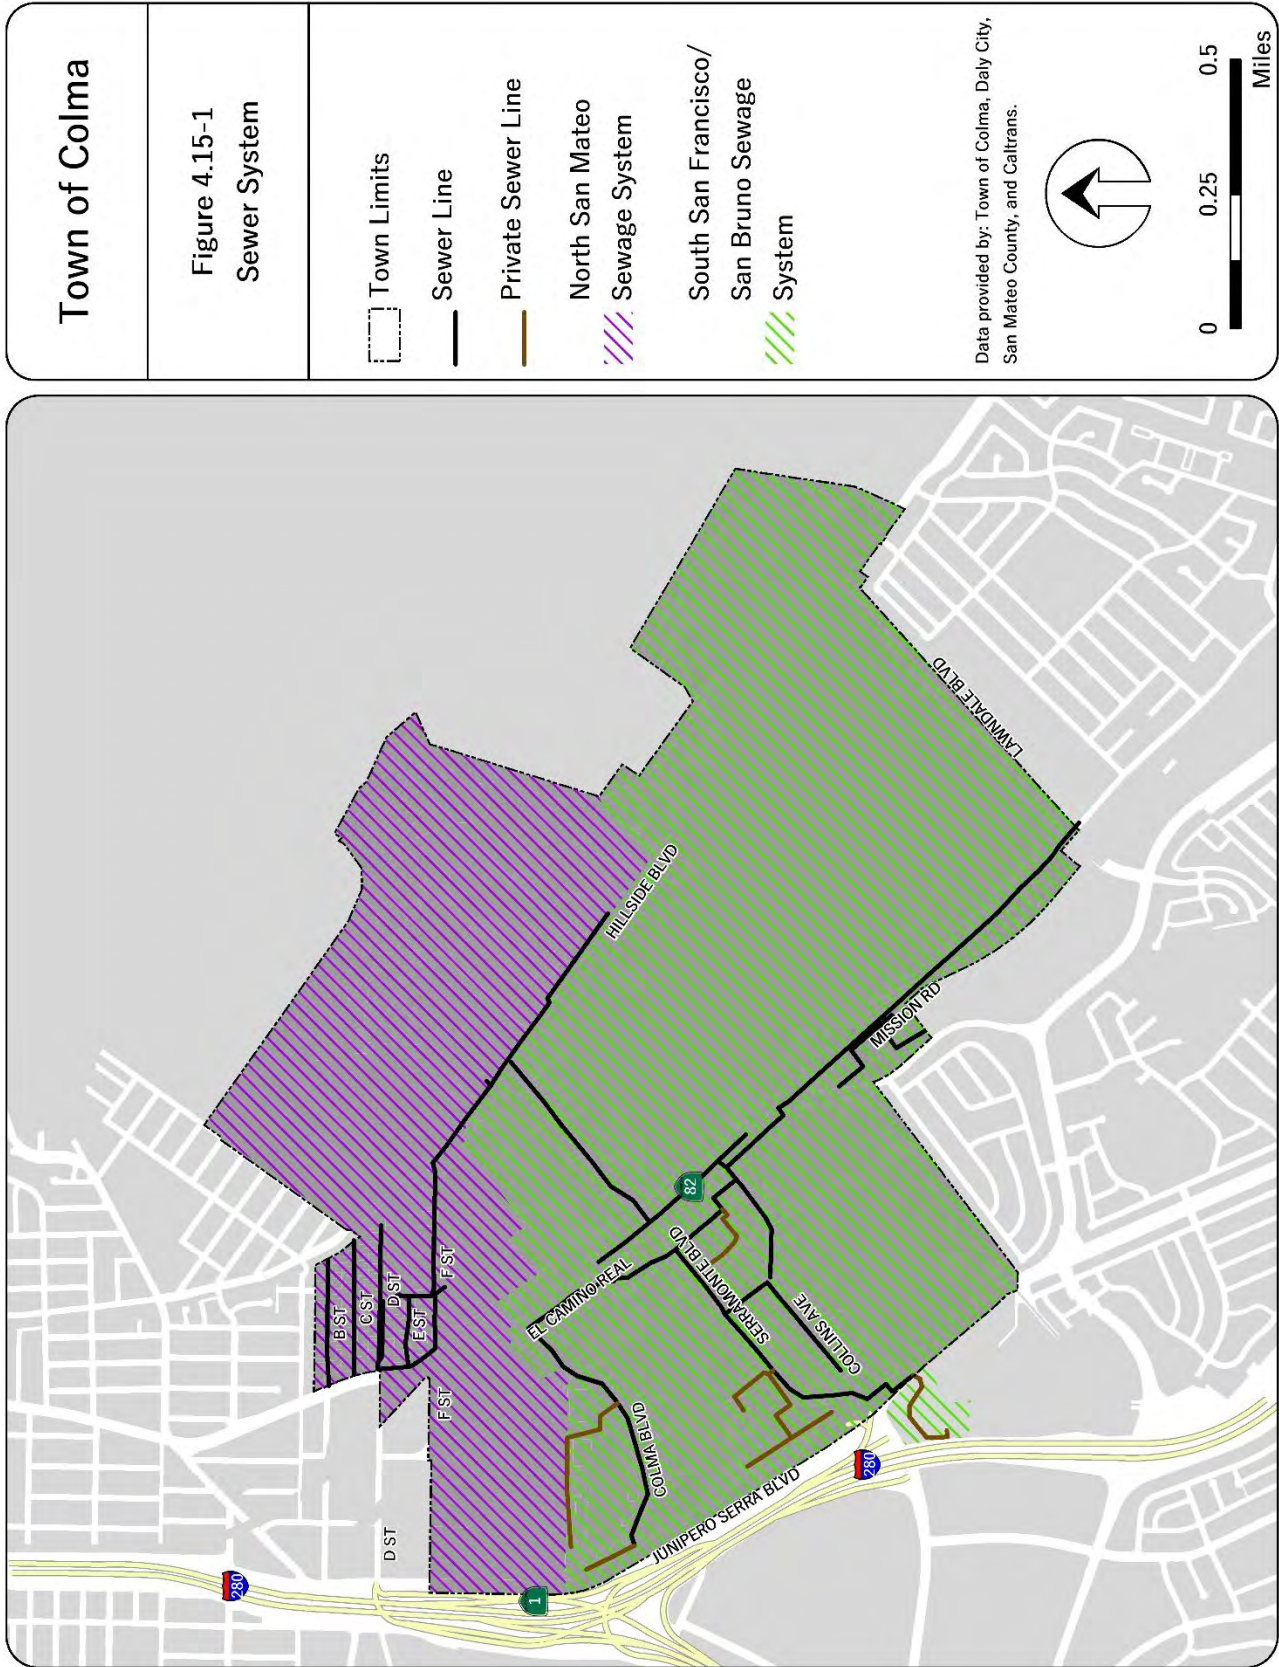 Town of Colma
Figure 4.15-1
Sewer System
Town Limits
Sewer Line
Private Sewer Line
North San Mateo
Sewage System
South San Francisco/
San Bruno Sewage
System
Data provided by: Town of Colma, Daly City,
San Mateo County, and Caltrans.
0 0.25 0.5
Miles
280
D ST
B ST
C ST
D ST
E ST
F ST
F ST
1
HILLSIDE BLVD
EL CAMINO REAL
COLMA BLVD
82
SERRAMONTE BLVD
SERRAMONTE BLVD
COLLINS AVE
JUNIPERO SERRA BLVD
280
MISSION RD
LAWNDALE BLVD